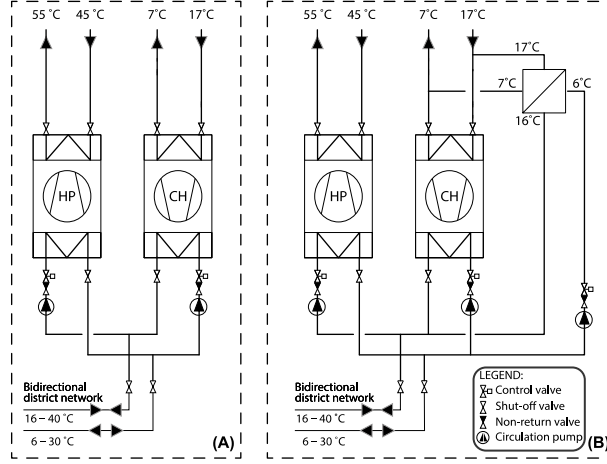 55 ˚C 45 ˚C 7˚C 17˚C
HP CH
Bidirectional
district network
16 – 40 ˚C
6 – 30 ˚C
(A)
55 ˚C 45 ˚C 7˚C 17˚C
17˚C
7˚C 6˚C
16˚C
HP CH
Bidirectional
district network
16 – 40 ˚C
6 – 30 ˚C
LEGEND:
Control valve
Shut-off valve
Non-return valve
Circulation pump
(B)